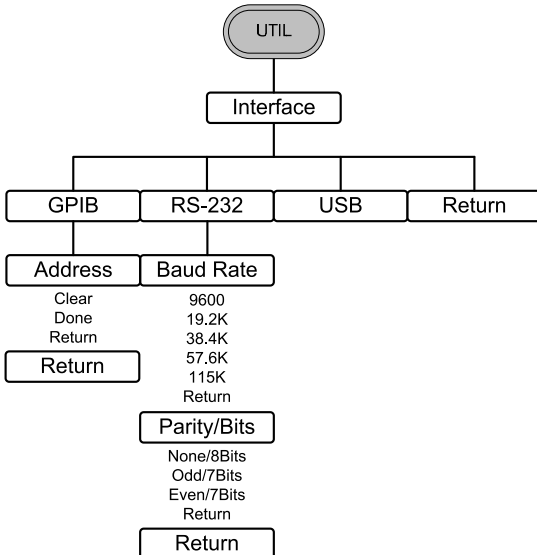 UTIL
Interface
GPIB
RS-232
USB
Return
Address
Clear
Done
Return
Return
Baud Rate
9600
19.2K
38.4K
57.6K
115K
Return
Parity/Bits
None/8Bits
Odd/7Bits
Even/7Bits
Return
Return